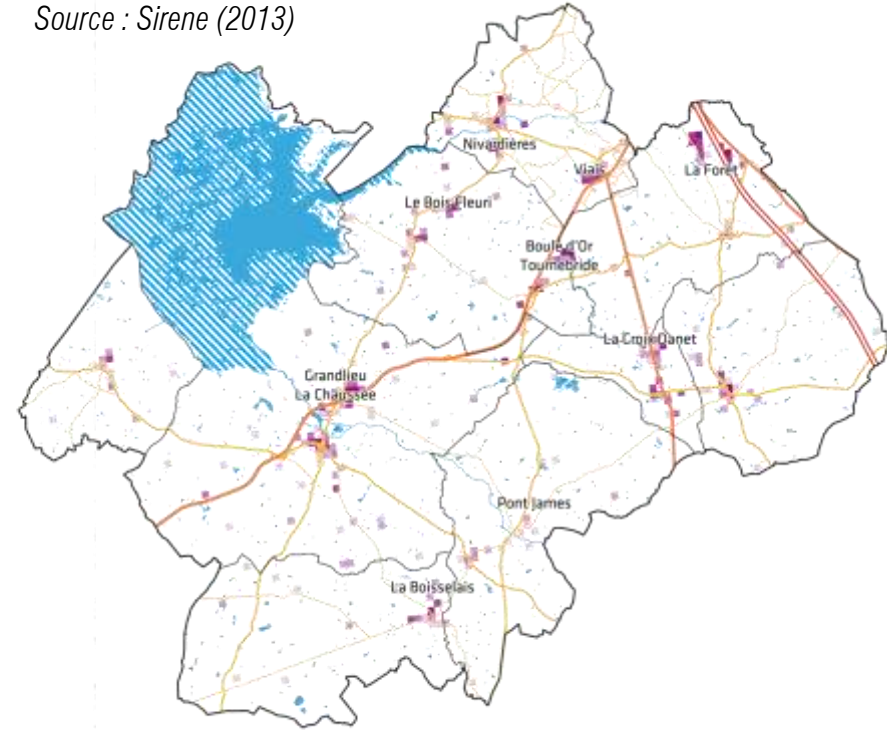 Source : Sirene (2013)
Nivardières
Viais
La Forêt
Le Bois Fleuri
Boule d'Or
Tournebride
La Croix Danet
Grandlieu
La Chaussée
Pont James
La Boisselais